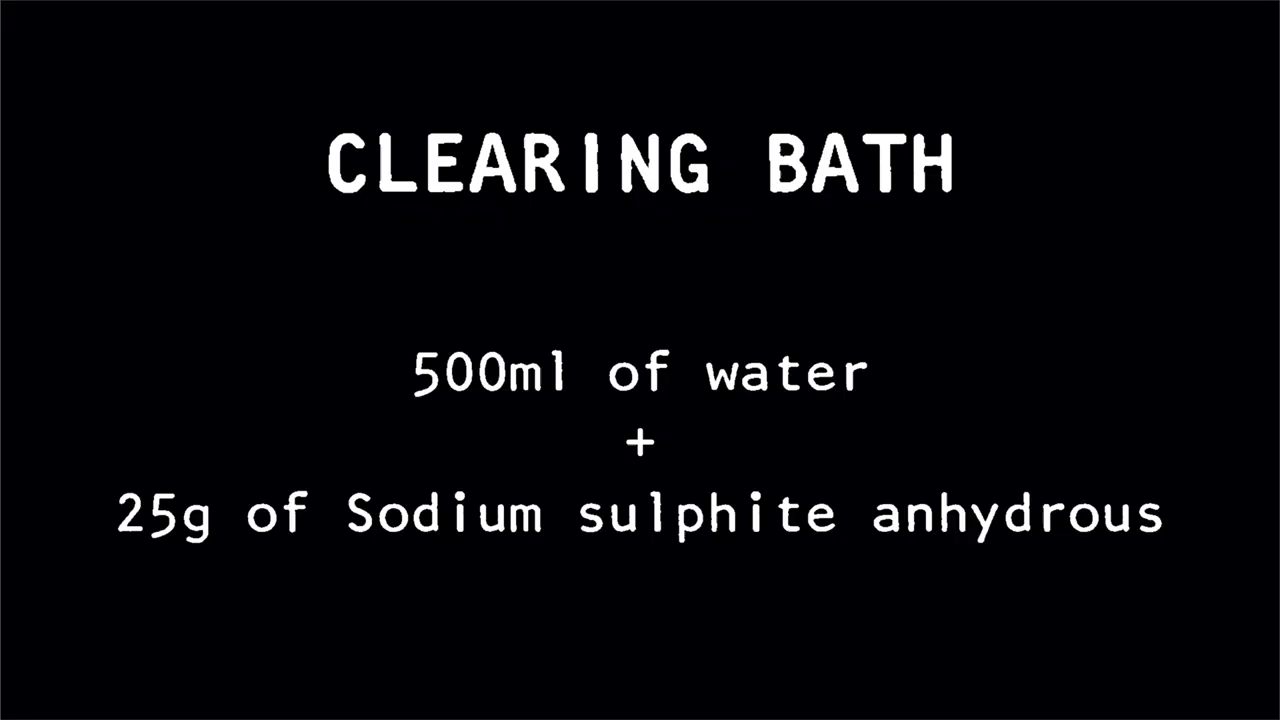 CLEARING BATH
500ml of water
+
25g of Sodium sulphite anhydrous